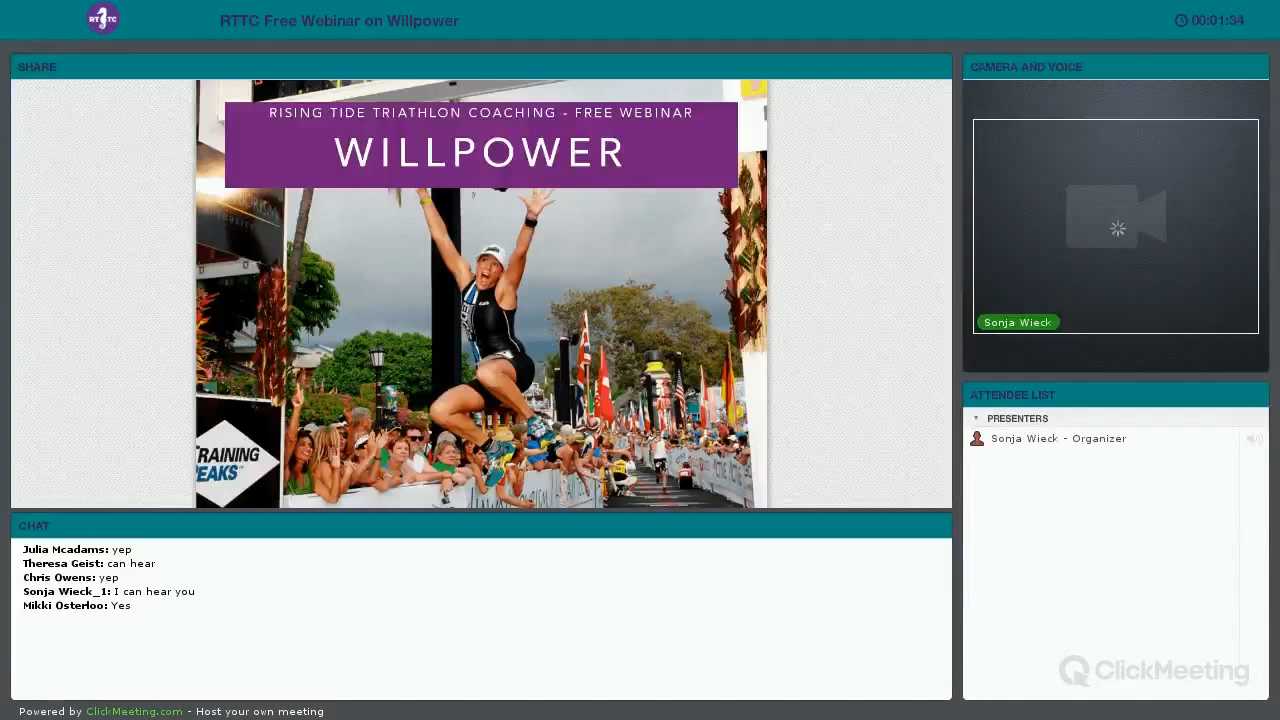 RTTC
RTTC Free Webinar on Willpower
00:01:34
SHARE
RISING TIDE TRIATHLON COACHING - FREE WEBINAR
WILLPOWER
TRAINING
PEAKS
CHAT
Julia Mcadams: yep
Theresa Geist: can hear
Chris Owens: yep
Sonja Wieck_1: I can hear you
Mikki Osterloo: Yes
CAMERA AND VOICE
Sonja Wieck
ATTENDEE LIST
PRESENTERS
Sonja Wieck - Organizer
ClickMeeting
Powered by ClickMeeting.com - Host your own meeting